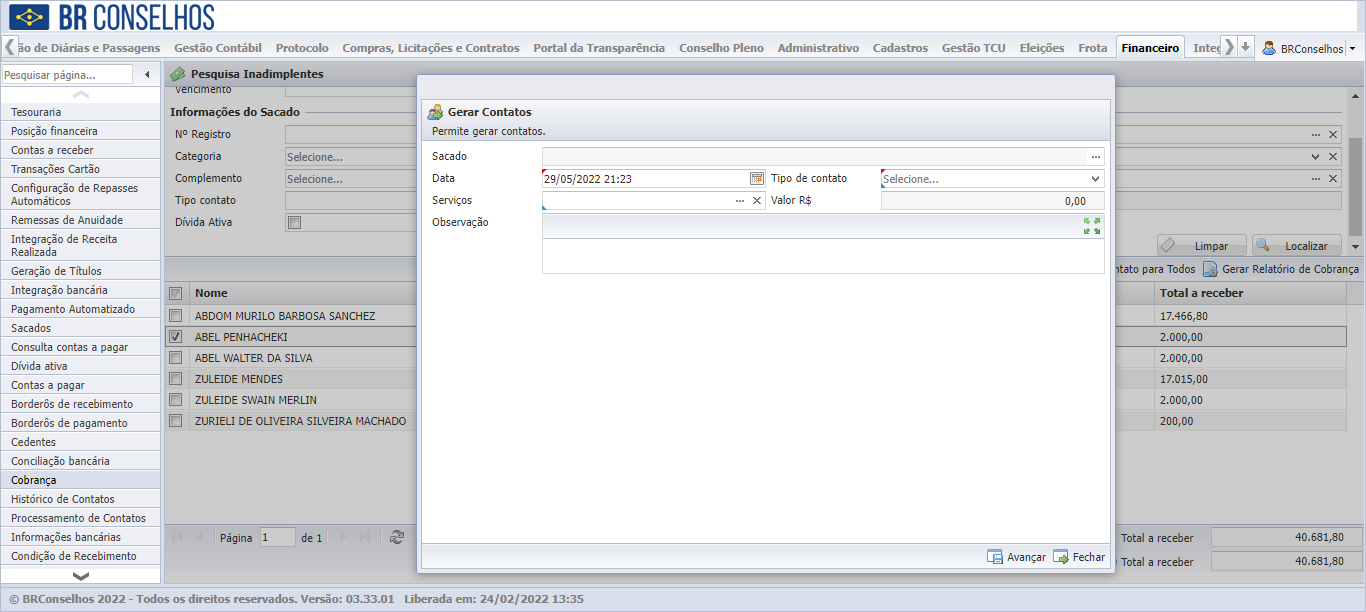 BR CONSELHOS
ão de Diárias e Passagens Gestão Contábil Protocolo Compras, Licitações e Contratos Portal da Transparência Conselho Pleno Administrativo Cadastros Gestão TCU Eleições Frota Financeiro Inte BRConselhos
Pesquisar página...
Tesouraria
Posição financeira
Contas a receber
Transações Cartão
Configuração de Repasses
Automáticos
Remessas de Anuidade
Integração de Receita
Realizada
Geração de Títulos
Integração bancária
Pagamento Automatizado
Sacados
Consulta contas a pagar
Dívida ativa
Contas a pagar
Borderôs de recebimento
Borderôs de pagamento
Cedentes
Conciliação bancária
Cobrança
Histórico de Contatos
Processamento de Contatos
Informações bancárias
Condição de Recebimento
Pesquisa Inadimplentes
Vencimento
Informações do Sacado
Nº Registro
Categoria Selecione...
Complemento Selecione...
Tipo contato
Dívida Ativa
Limpar Localizar
ntato para Todos Gerar Relatório de Cobrança
Nome Total a receber
ABDOM MURILO BARBOSA SANCHEZ 17.466,80
ABEL PENHACHEKI 2.000,00
ABEL WALTER DA SILVA 2.000,00
ZULEIDE MENDES 17.015,00
ZULEIDE SWAIN MERLIN 2.000,00
ZURIELI DE OLIVEIRA SILVEIRA MACHADO 200,00
Página 1 de 1
Total a receber 40.681,80
Total a receber 40.681,80
Gerar Contatos
Permite gerar contatos.
Sacado
Data 29/05/2022 21:23 Tipo de contato Selecione...
Serviços Valor R$ 0,00
Observação
Avançar Fechar
© BRConselhos 2022 - Todos os direitos reservados. Versão: 03.33.01 Liberada em: 24/02/2022 13:35